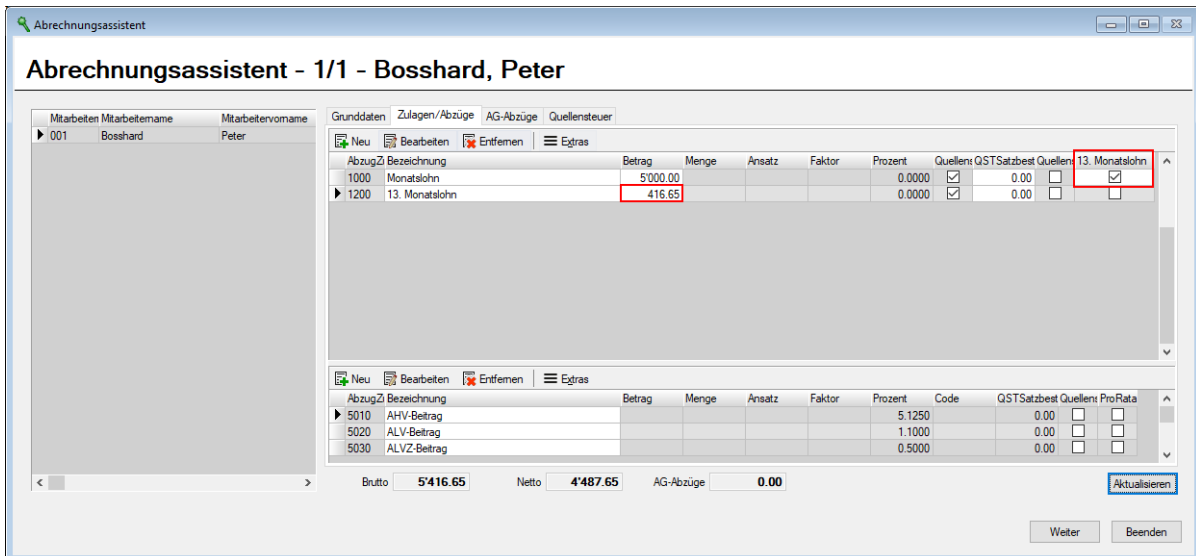 Abrechnungsassistent
Abrechnungsassistent - 1/1 - Bosshard, Peter
Mitarbeiten Mitarbeitername Mitarbeitervorname
001 Bosshard Peter
Grunddaten Zulagen/Abzüge AG-Abzüge Quellensteuer
Neu Bearbeiten Entfernen Extras
AbzugZi Bezeichnung Betrag Menge Ansatz Faktor Prozent Quellens QSTSatzbest Quellens 13. Monatslohn
1000 Monatslohn 5'000.00 0.0000 0.00
1200 13. Monatslohn 416.65 0.0000 0.00
Neu Bearbeiten Entfernen Extras
AbzugZi Bezeichnung Betrag Menge Ansatz Faktor Prozent Code QSTSatzbest Quellens ProRata
5010 AHV-Beitrag 5.1250 0.00
5020 ALV-Beitrag 1.1000 0.00
5030 ALVZ-Beitrag 0.5000 0.00
Brutto 5'416.65 Netto 4'487.65 AG-Abzüge 0.00
Aktualisieren
Weiter Beenden